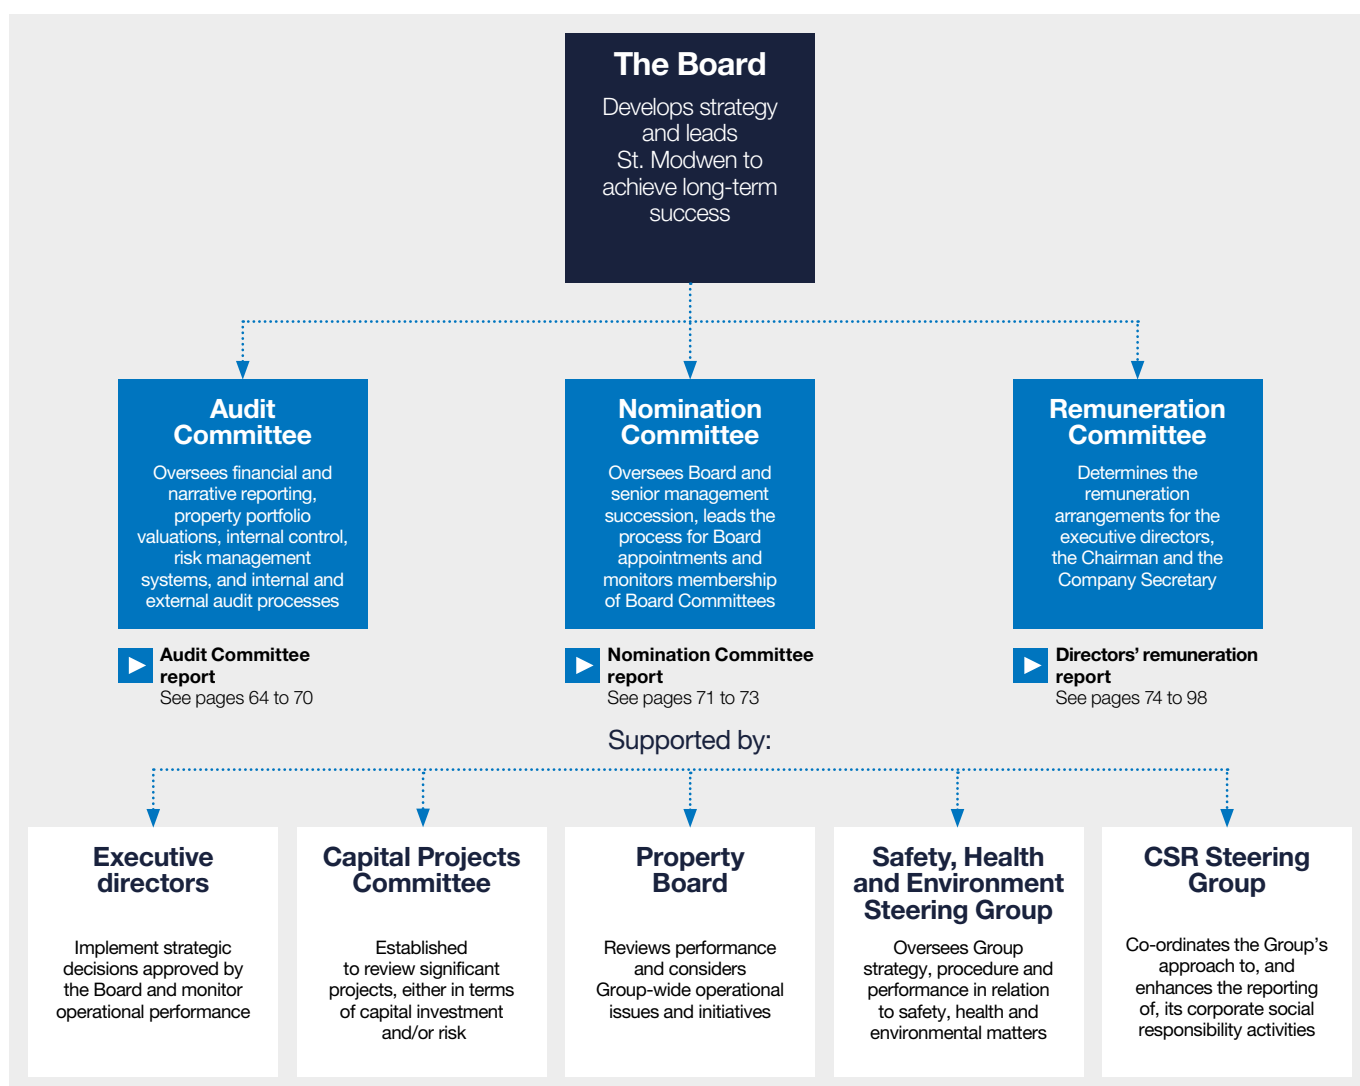 The Board
Develops strategy
and leads
St. Modwen to
achieve long-term
success
Audit
Committee
Oversees financial and
narrative reporting,
property portfolio
valuations, internal control,
risk management
systems, and internal and
external audit processes
Nomination
Committee
Oversees Board and
senior management
succession, leads the
process for Board
appointments and
monitors membership
of Board Committees
Remuneration
Committee
Determines the
remuneration
arrangements for the
executive directors,
the Chairman and the
Company Secretary
Audit Committee
report
See pages 64 to 70
Nomination Committee
report
See pages 71 to 73
Directors’ remuneration
report
See pages 74 to 98
Supported by:
Executive
directors
Implement strategic
decisions approved by
the Board and monitor
operational performance
Capital Projects
Committee
Established
to review significant
projects, either in terms
of capital investment
and/or risk
Property
Board
Reviews performance
and considers
Group-wide operational
issues and initiatives
Safety, Health
and Environment
Steering Group
Oversees Group
strategy, procedure and
performance in relation
to safety, health and
environmental matters
CSR Steering
Group
Co-ordinates the Group’s
approach to, and
enhances the reporting
of, its corporate social
responsibility activities